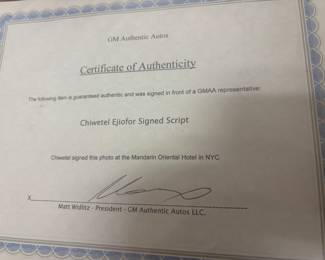 GM Authentic Autos
Certificate of Authenticity
The following item is guaranteed authentic and was signed in front of a GMAA representative:
Chiwetel Ejiofor Signed Script
Chiwetel signed this photo at the Mandarin Oriental Hotel in NYC.
X
Matt Widlitz - President - GM Authentic Autos LLC.